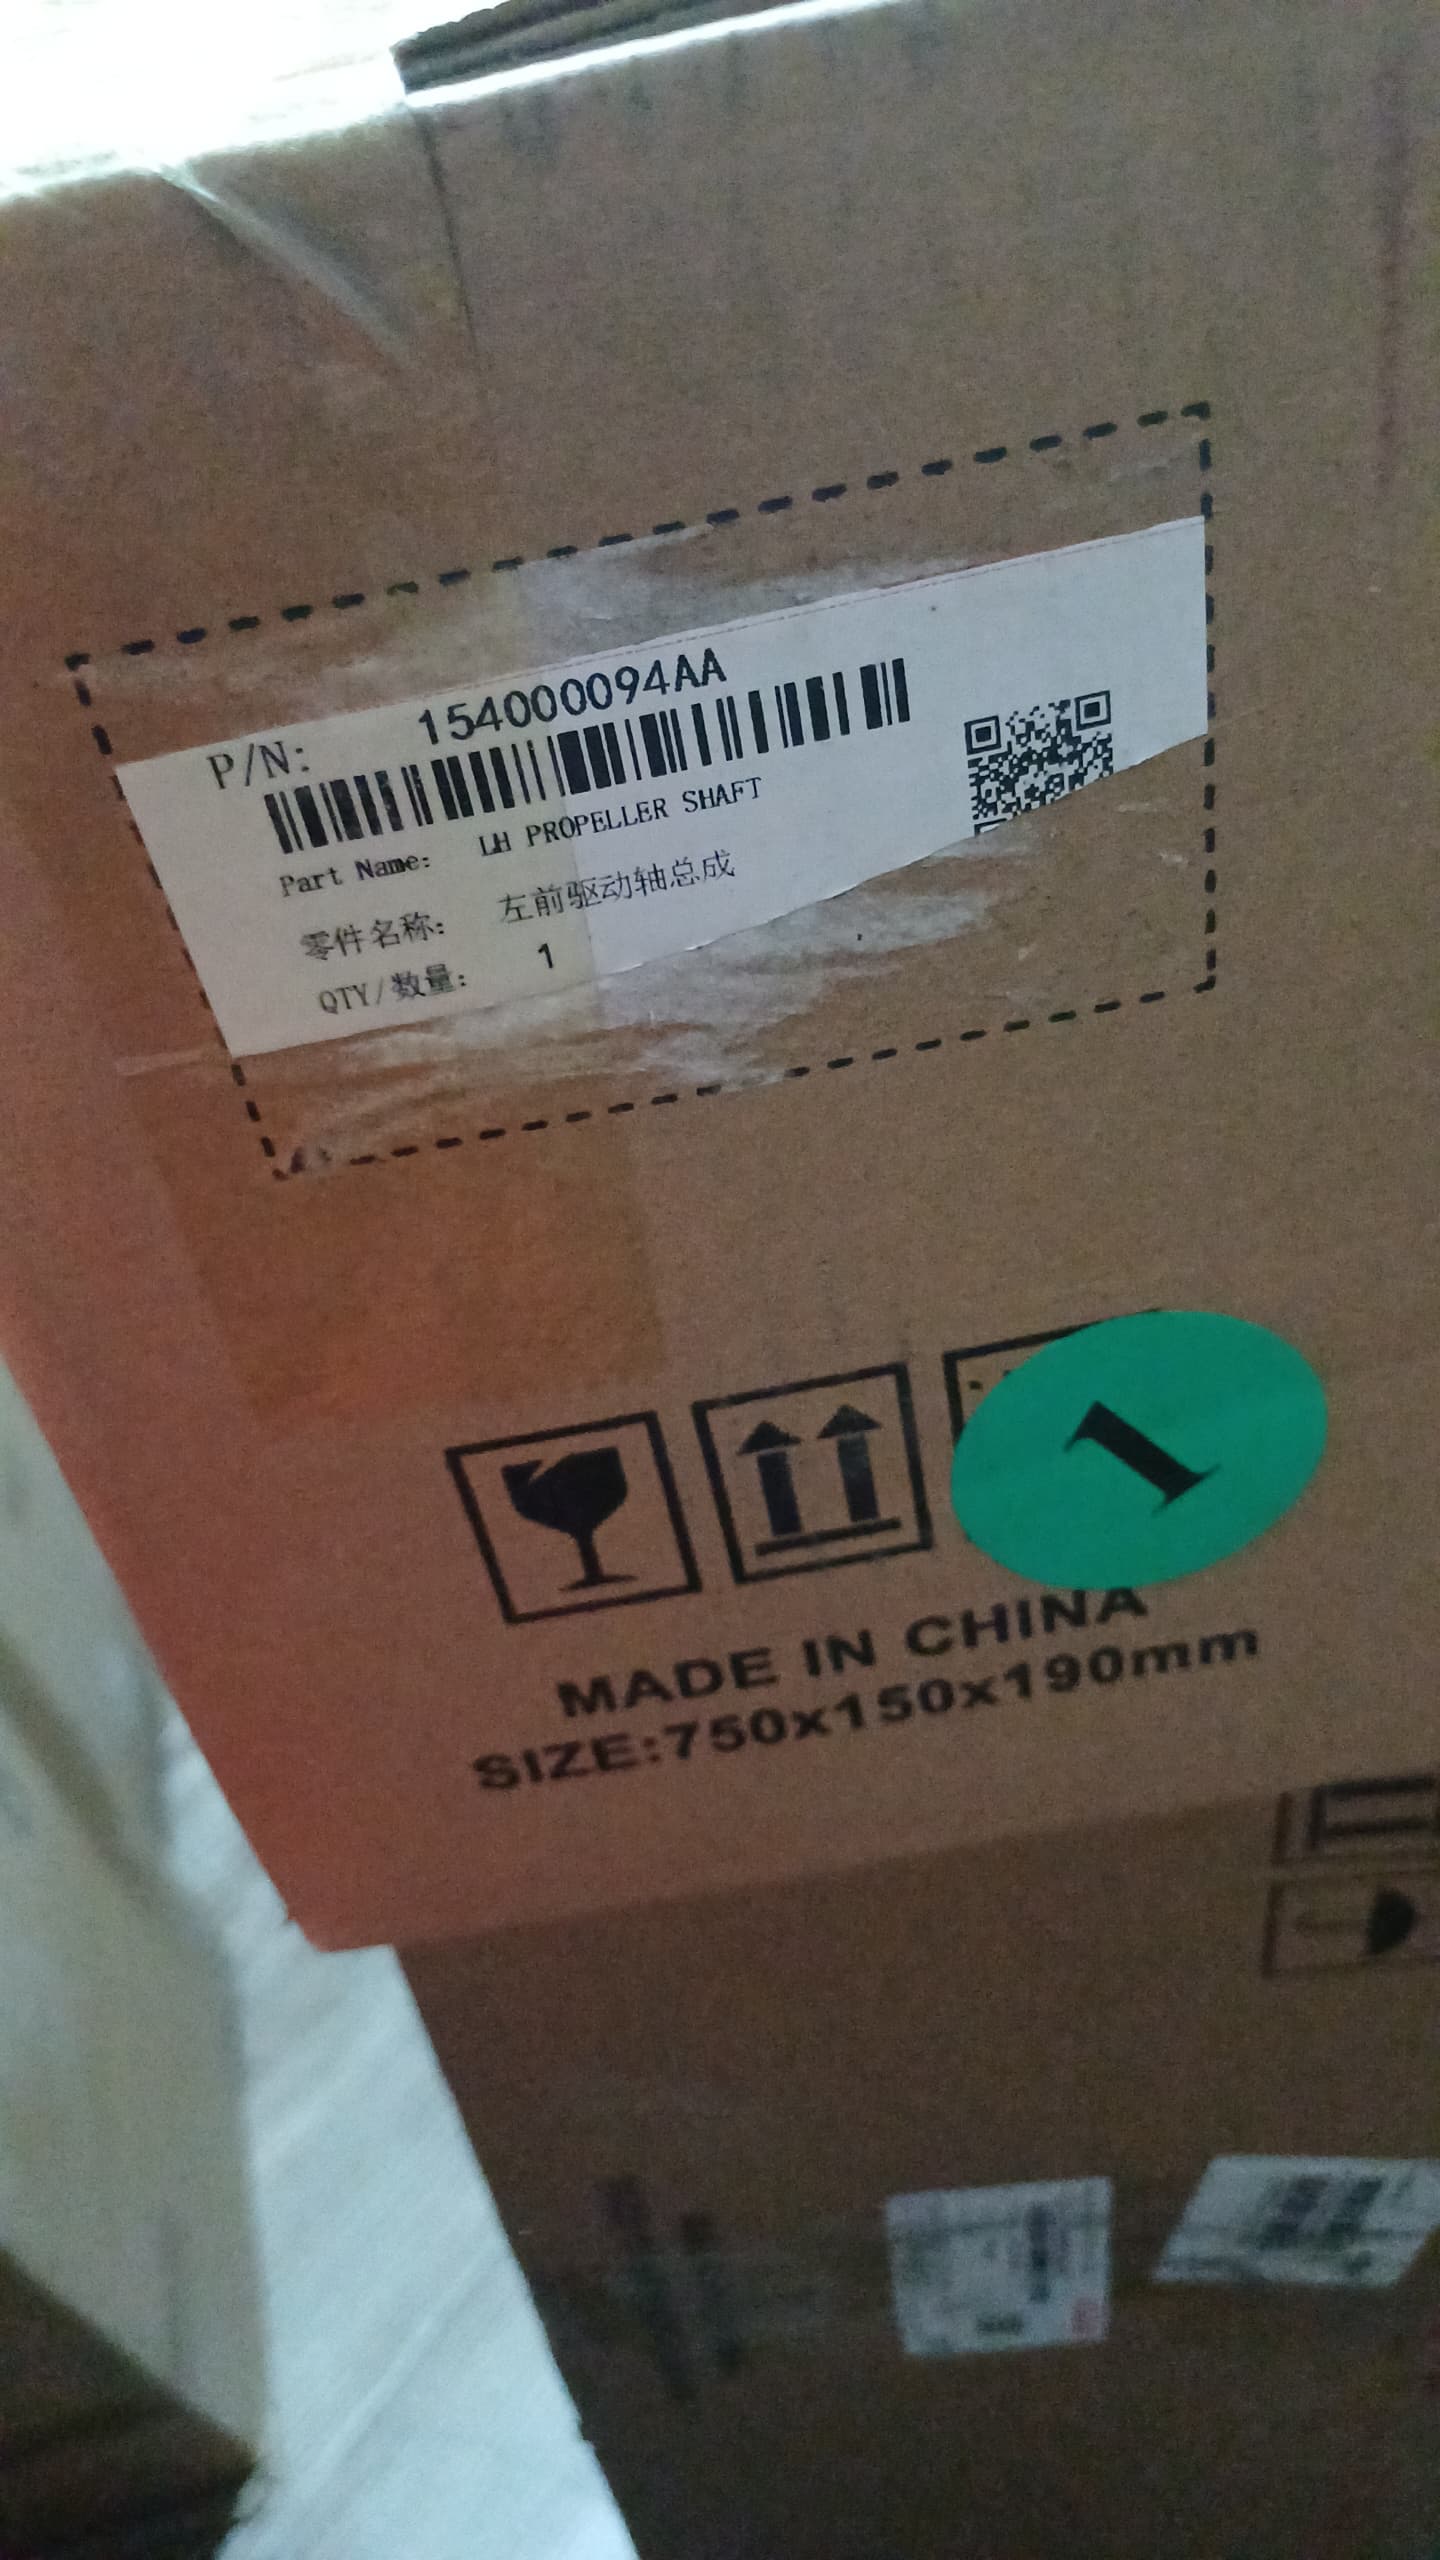 P/N: 154000094AA
Part Name: LH PROPELLER SHAFT
零件名称: 左前驱动轴总成
QTY/数量: 1
1
MADE IN CHINA
SIZE:750x150x190mm